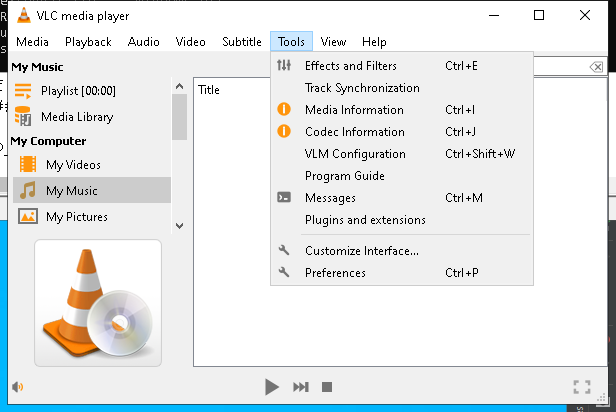 VLC media player
Media Playback Audio Video Subtitle Tools View Help
My Music
Playlist [00:00]
Media Library
My Computer
My Videos
My Music
My Pictures
Title
Effects and Filters Ctrl+E
Track Synchronization
Media Information Ctrl+I
Codec Information Ctrl+J
VLM Configuration Ctrl+Shift+W
Program Guide
Messages Ctrl+M
Plugins and extensions
Customize Interface...
Preferences Ctrl+P